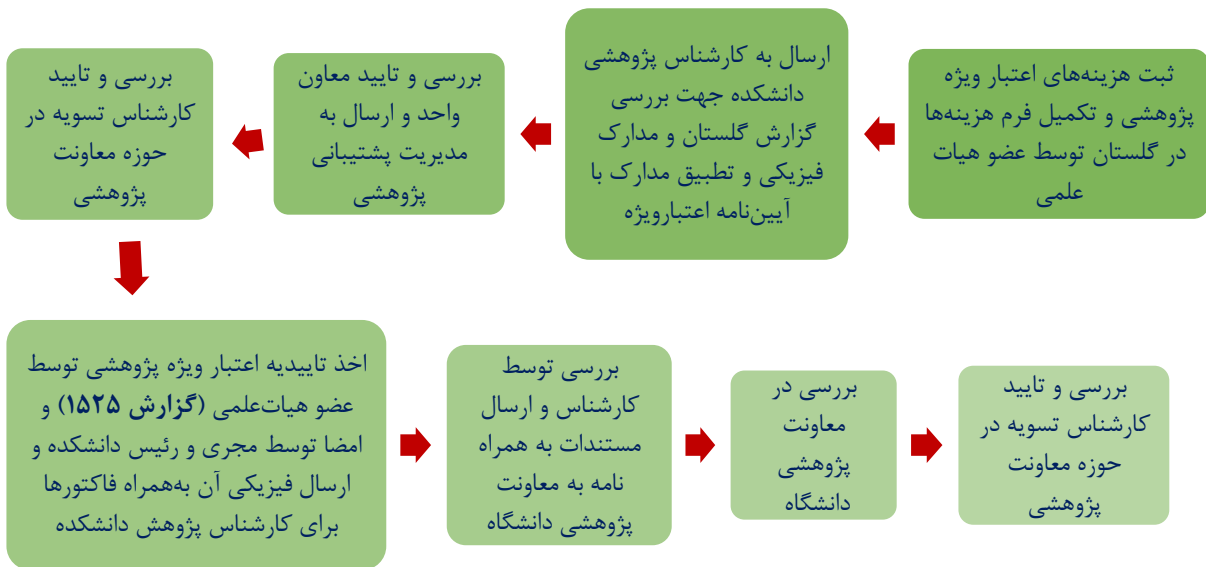 ثبت هزینه‌های اعتبار ویژه
پژوهشی و تکمیل فرم هزینه‌ها
در گلستان توسط عضو هیات
علمی
ارسال به کارشناس پژوهشی
دانشکده جهت بررسی
گزارش گلستان و مدارک
فیزیکی و تطبیق مدارک با
آیین‌نامه اعتبارویژه
بررسی و تایید معاون
واحد و ارسال به
مدیریت پشتیبانی
پژوهشی
بررسی و تایید
کارشناس تسویه در
حوزه معاونت
پژوهشی
اخذ تاییدیه اعتبار ویژه پژوهشی توسط
عضو هیات‌علمی (گزارش ۱۵۲۵) و
امضا توسط مجری و رئیس دانشکده و
ارسال فیزیکی آن به‌همراه فاکتورها
برای کارشناس پژوهش دانشکده
بررسی توسط
کارشناس و ارسال
مستندات به همراه
نامه به معاونت
پژوهشی دانشگاه
بررسی در
معاونت
پژوهشی
دانشگاه
بررسی و تایید
کارشناس تسویه در
حوزه معاونت
پژوهشی